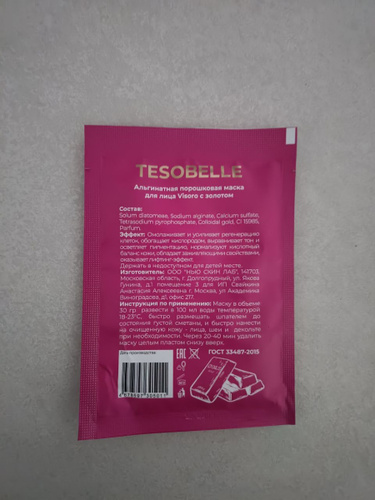 TESOBELLE
Альгинатная порошковая маска
для лица Visoro с золотом
Состав:
Solum diatomeae, Sodium alginate, Calcium sulfate,
Tetrasodium pyrophosphate, Colloidal gold, CI 15985,
Parfum.
Эффект: Омолаживает и усиливает регенерацию
клетки, обогащает кислородом, выравнивает тон и
осветляет пигментацию, нормализуют кислотный
баланс кожи, обладает заживляющими свойствами,
оказывает лифтинг-эффект.
Держать в недоступном для детей месте.
Изготовитель: ООО "НЬЮ СКИН ЛАБ", 141703,
Московская область, г. Долгопрудный, ул. Якова
Гунина, д.1 помещение 3 для ИП Свайкина
Анастасия Алексеевна г. Москва, ул Академика
Виноградова, д1, офис 217.
Инструкция по применению: Маску в объеме
30 гр. развести в 100 мл воды температурой
18-23°C, быстро размешать шпателем до
состояния густой сметаны, и быстро нанести
на очищенную кожу - лица, шеи и декольте
при необходимости. Через 20-40 мин удалить
маску целым пластом снизу вверх.
Дата производства:
ГОСТ 33487-2015